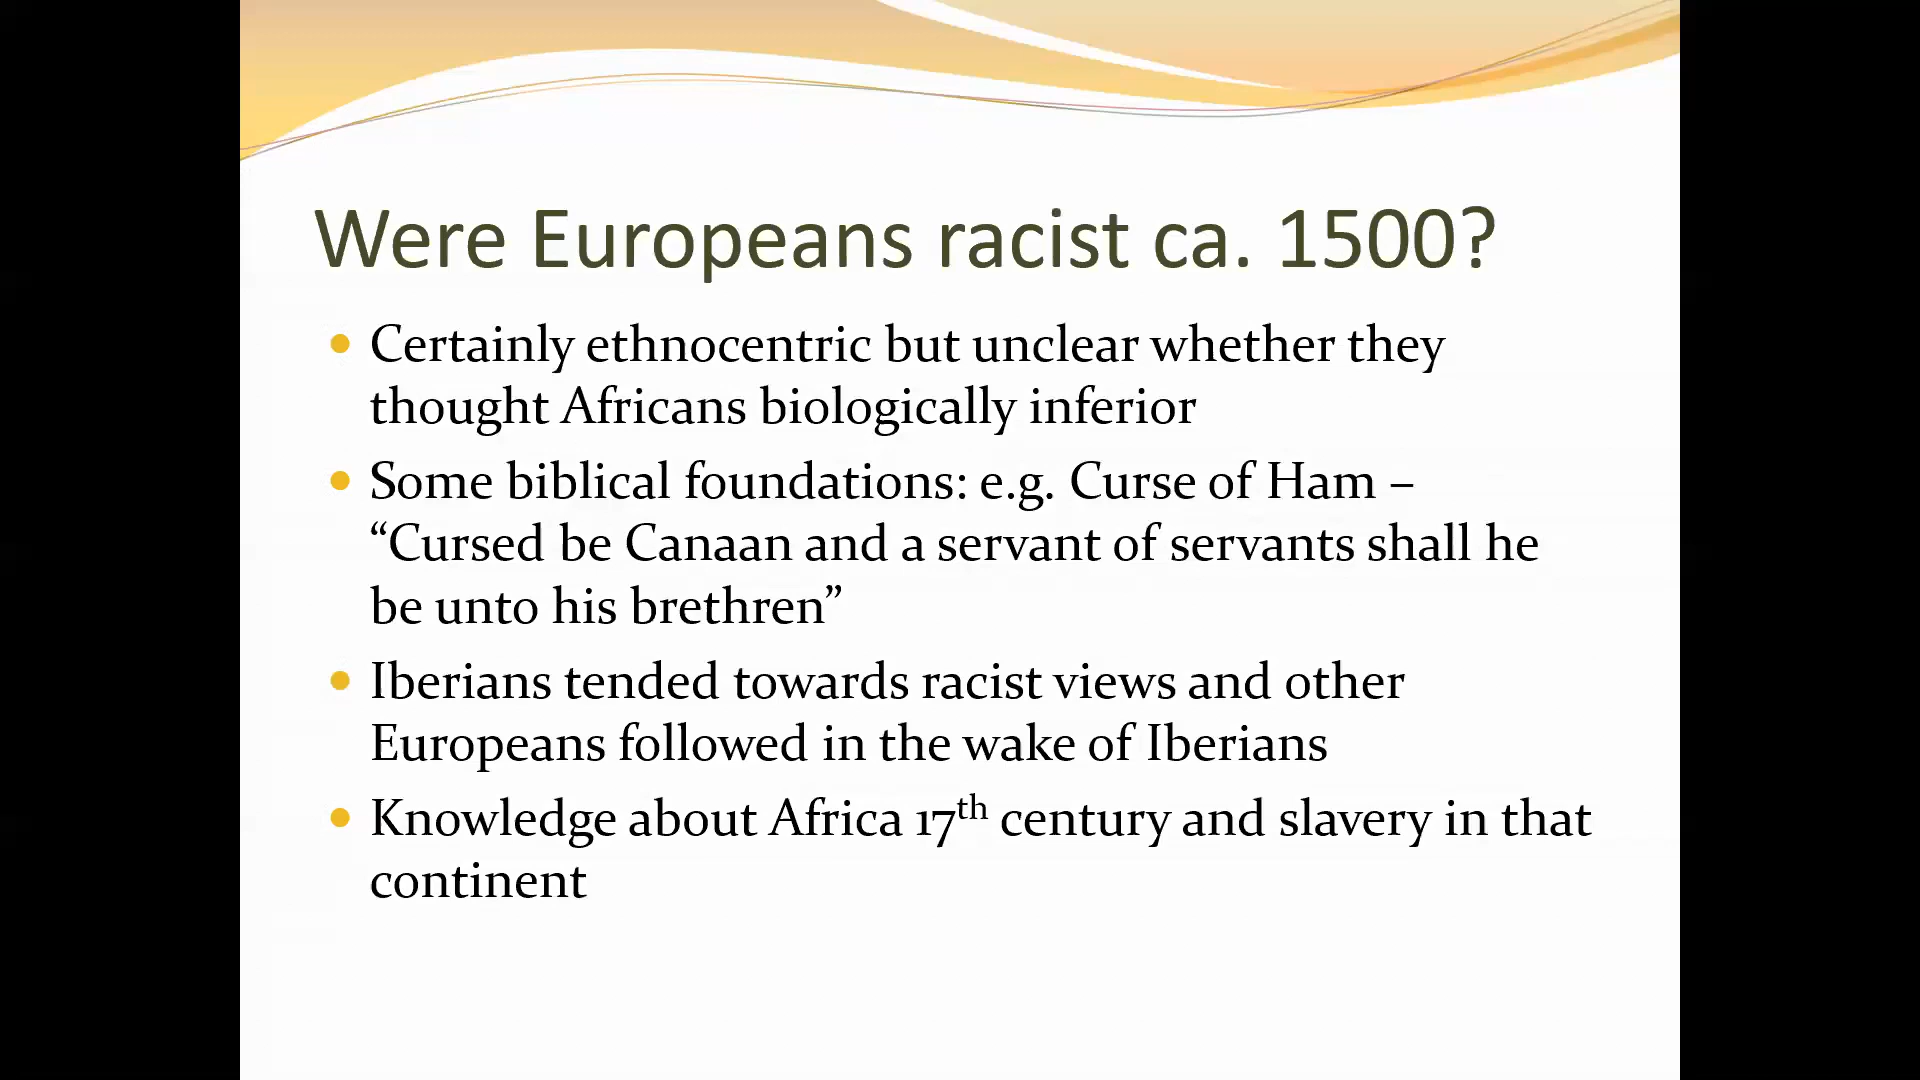 Were Europeans racist ca. 1500?
• Certainly ethnocentric but unclear whether they
thought Africans biologically inferior
• Some biblical foundations: e.g. Curse of Ham –
“Cursed be Canaan and a servant of servants shall he
be unto his brethren”
• Iberians tended towards racist views and other
Europeans followed in the wake of Iberians
• Knowledge about Africa 17th century and slavery in that
continent